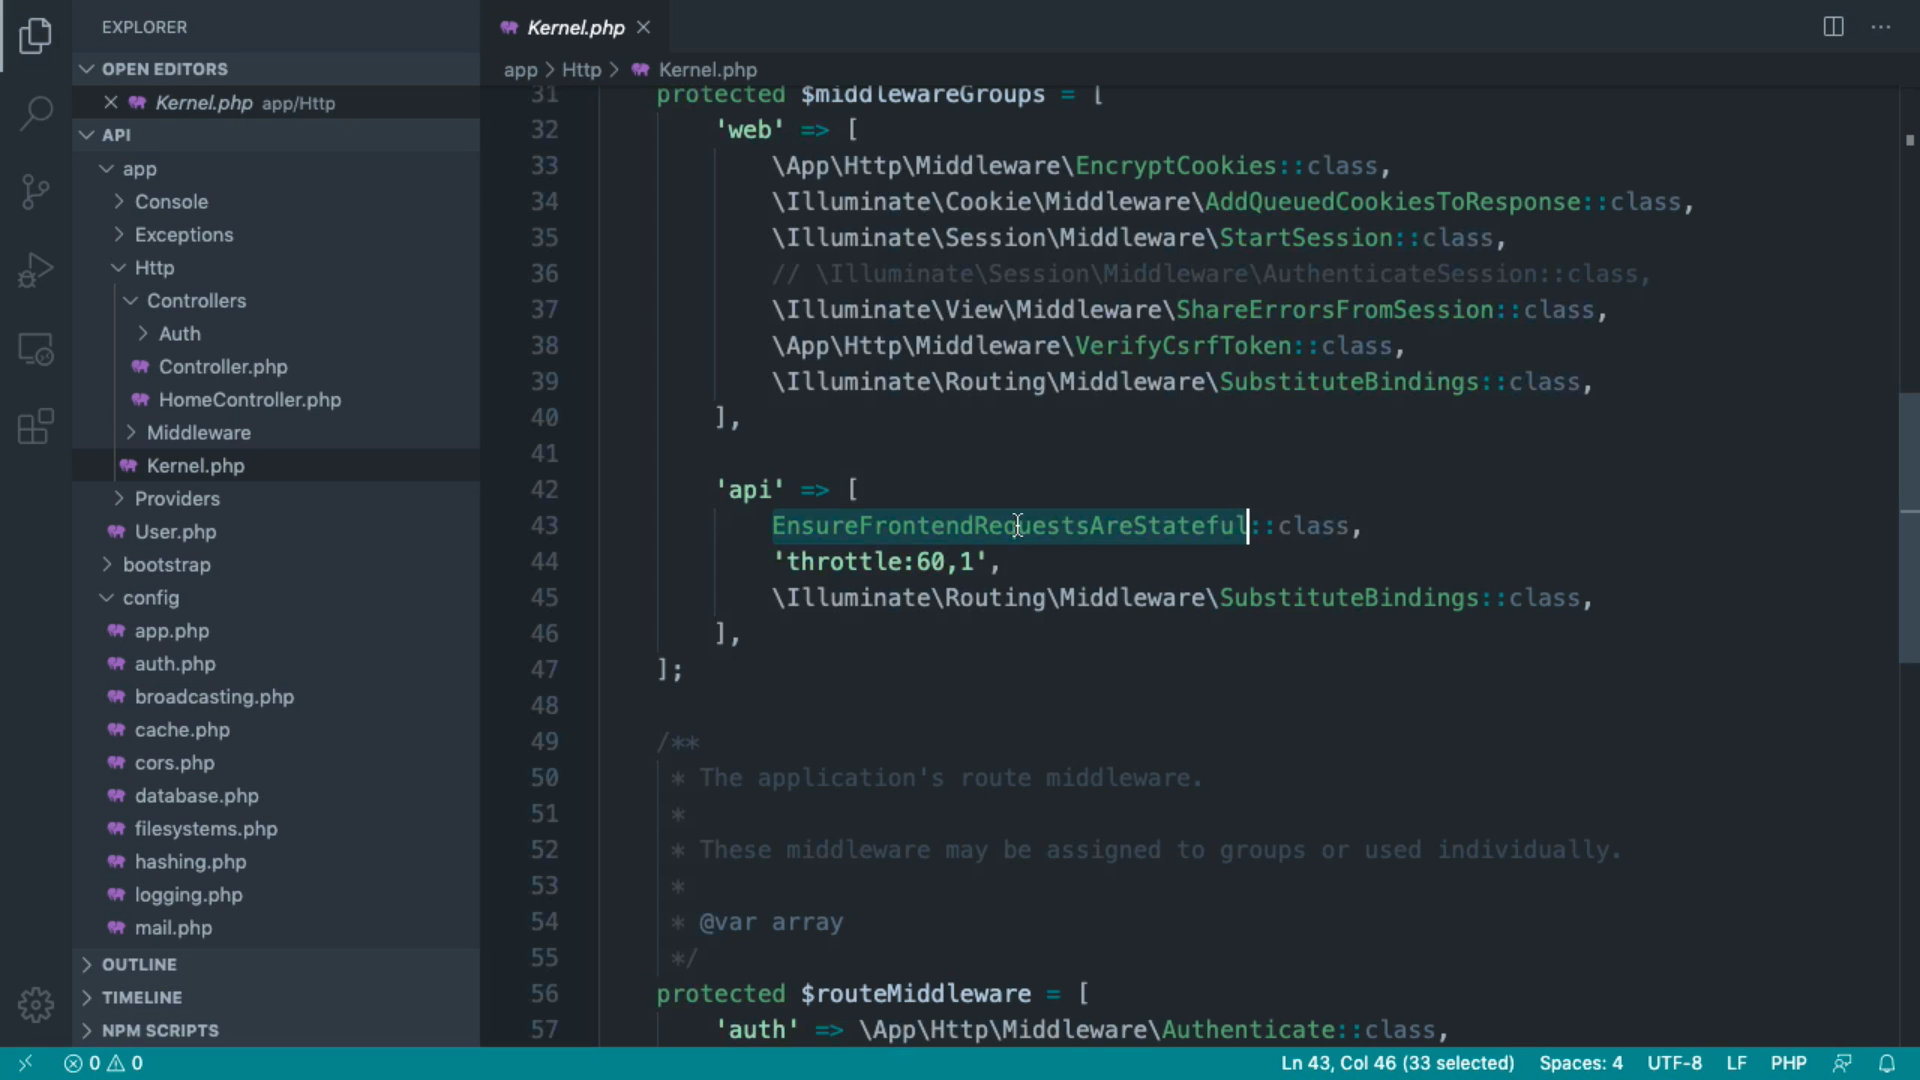 EXPLORER
OPEN EDITORS
Kernel.php app/Http
API
app
Console
Exceptions
Http
Controllers
Auth
Controller.php
HomeController.php
Middleware
Kernel.php
Providers
User.php
bootstrap
config
app.php
auth.php
broadcasting.php
cache.php
cors.php
database.php
filesystems.php
hashing.php
logging.php
mail.php
OUTLINE
TIMELINE
NPM SCRIPTS
Kernel.php
app > Http > Kernel.php
31 protected $middlewareGroups = [
32 'web' => [
33 \App\Http\Middleware\EncryptCookies::class,
34 \Illuminate\Cookie\Middleware\AddQueuedCookiesToResponse::class,
35 \Illuminate\Session\Middleware\StartSession::class,
36 // \Illuminate\Session\Middleware\AuthenticateSession::class,
37 \Illuminate\View\Middleware\ShareErrorsFromSession::class,
38 \App\Http\Middleware\VerifyCsrfToken::class,
39 \Illuminate\Routing\Middleware\SubstituteBindings::class,
40 ],
41
42 'api' => [
43 EnsureFrontendRequestsAreStateful::class,
44 'throttle:60,1',
45 \Illuminate\Routing\Middleware\SubstituteBindings::class,
46 ],
47 ];
48
49 /**
50 * The application's route middleware.
51 *
52 * These middleware may be assigned to groups or used individually.
53 *
54 * @var array
55 */
56 protected $routeMiddleware = [
57 'auth' => \App\Http\Middleware\Authenticate::class,
0 0 Ln 43, Col 46 (33 selected) Spaces: 4 UTF-8 LF PHP